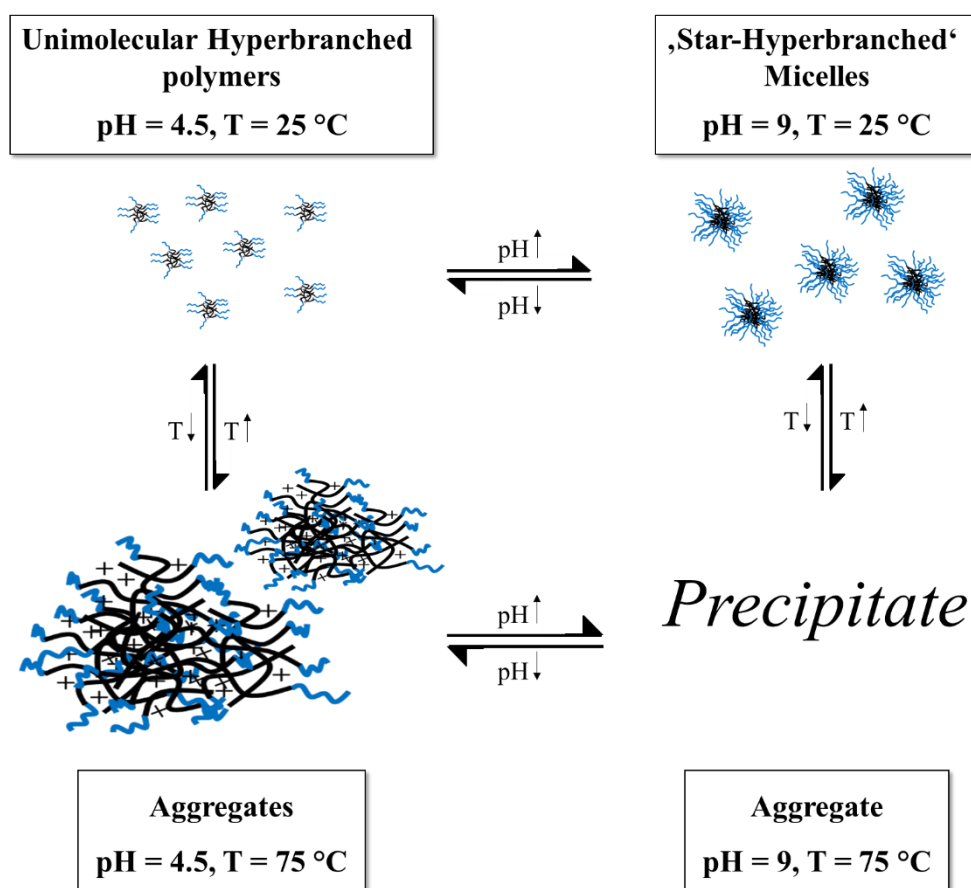 Unimolecular Hyperbranched
polymers
pH = 4.5, T = 25 °C
‚Star-Hyperbranched‘
Micelles
pH = 9, T = 25 °C
pH↑
pH↓
T↓
T↑
T↓
T↑
pH↑
pH↓
Precipitate
Aggregates
pH = 4.5, T = 75 °C
Aggregate
pH = 9, T = 75 °C